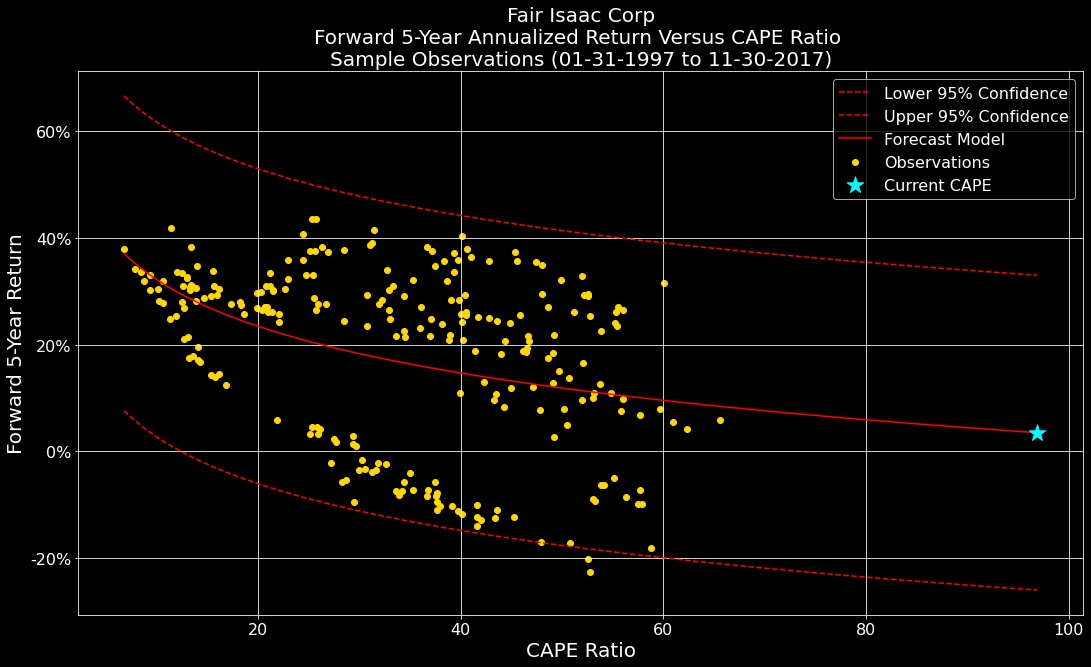 Fair Isaac Corp
Forward 5-Year Annualized Return Versus CAPE Ratio
Sample Observations (01-31-1997 to 11-30-2017)
Lower 95% Confidence
Upper 95% Confidence
Forecast Model
Observations
Current CAPE
Forward 5-Year Return
60%
40%
20%
0%
-20%
20 40 60 80 100
CAPE Ratio